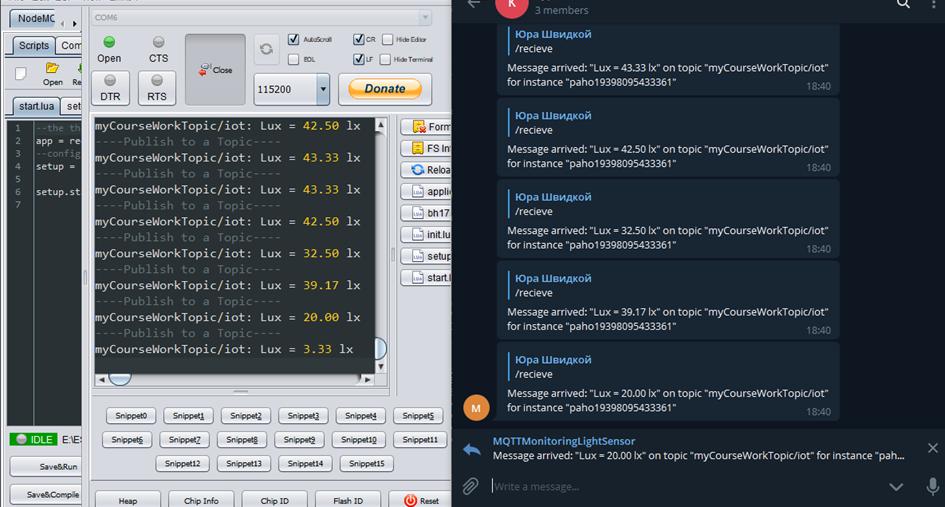 NodeMC
Scripts
Com
Open
Re
start.lua
set
1 --the th
2 app = re
3 --config
4 setup =
5
6 setup.st
7
IDLE E:\ES
Save&Run
Save&Compile
COM6
Open
CTS
DTR
RTS
Close
AutoScroll
CR
Hide Editor
EOL
LF
Hide Terminal
115200
Donate
myCourseWorkTopic/iot: Lux = 42.50 lx
----Publish to a Topic----
myCourseWorkTopic/iot: Lux = 43.33 lx
----Publish to a Topic----
myCourseWorkTopic/iot: Lux = 43.33 lx
----Publish to a Topic----
myCourseWorkTopic/iot: Lux = 42.50 lx
----Publish to a Topic----
myCourseWorkTopic/iot: Lux = 32.50 lx
----Publish to a Topic----
myCourseWorkTopic/iot: Lux = 39.17 lx
----Publish to a Topic----
myCourseWorkTopic/iot: Lux = 20.00 lx
----Publish to a Topic----
myCourseWorkTopic/iot: Lux = 3.33 lx
Form
FS In
Reloa
appli
bh17
init.lu
setup
start.l
Snippet0 Snippet1 Snippet2 Snippet3 Snippet4 Snippet5
Snippet6 Snippet7 Snippet8 Snippet9 Snippet10 Snippet11
Snippet12 Snippet13 Snippet14 Snippet15
Heap Chip Info Chip ID Flash ID Reset
K
3 members
Юра Швидкой
/recieve
Message arrived: "Lux = 43.33 lx" on topic "myCourseWorkTopic/iot"
for instance "paho19398095433361"
18:40
Юра Швидкой
/recieve
Message arrived: "Lux = 42.50 lx" on topic "myCourseWorkTopic/iot"
for instance "paho19398095433361"
18:40
Юра Швидкой
/recieve
Message arrived: "Lux = 32.50 lx" on topic "myCourseWorkTopic/iot"
for instance "paho19398095433361"
18:40
Юра Швидкой
/recieve
Message arrived: "Lux = 39.17 lx" on topic "myCourseWorkTopic/iot"
for instance "paho19398095433361"
18:40
Юра Швидкой
/recieve
Message arrived: "Lux = 20.00 lx" on topic "myCourseWorkTopic/iot"
for instance "paho19398095433361"
18:40
M
MQTTMonitoringLightSensor
Message arrived: "Lux = 20.00 lx" on topic "myCourseWorkTopic/iot" for instance "pah...
Write a message...